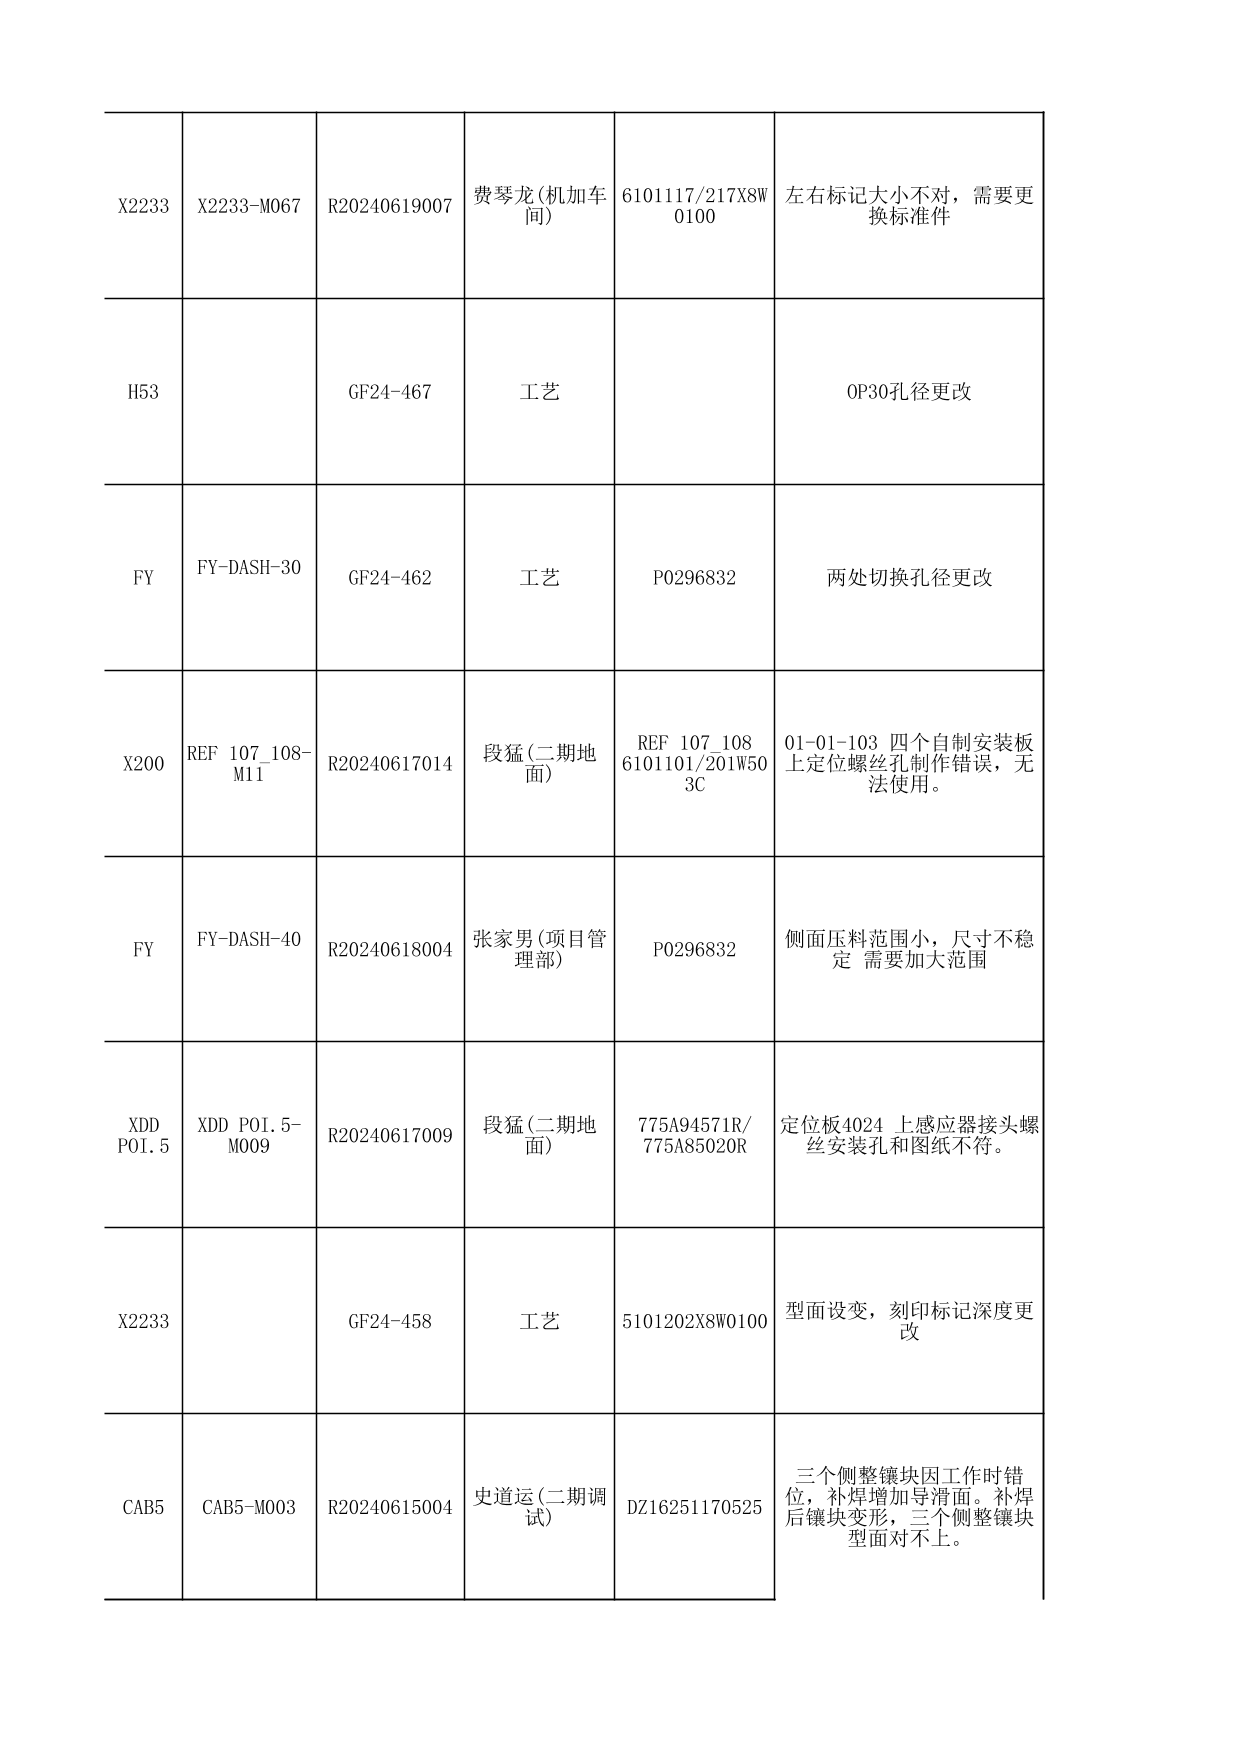 X2233
X2233-M067
R20240619007
费琴龙(机加车
间)
6101117/217X8W
0100
左右标记大小不对，需要更
换标准件
H53
GF24-467
工艺
OP30孔径更改
FY
FY-DASH-30
GF24-462
工艺
P0296832
两处切换孔径更改
X200
REF 107_108-
M11
R20240617014
段猛(二期地
面)
REF 107_108
6101101/201W50
3C
01-01-103 四个自制安装板
上定位螺丝孔制作错误，无
法使用。
FY
FY-DASH-40
R20240618004
张家男(项目管
理部)
P0296832
侧面压料范围小，尺寸不稳
定 需要加大范围
XDD
POI.5
XDD POI.5-
M009
R20240617009
段猛(二期地
面)
775A94571R/
775A85020R
定位板4024 上感应器接头螺
丝安装孔和图纸不符。
X2233
GF24-458
工艺
5101202X8W0100
型面设变，刻印标记深度更
改
CAB5
CAB5-M003
R20240615004
史道运(二期调
试)
DZ16251170525
三个侧整镶块因工作时错
位，补焊增加导滑面。补焊
后镶块变形，三个侧整镶块
型面对不上。